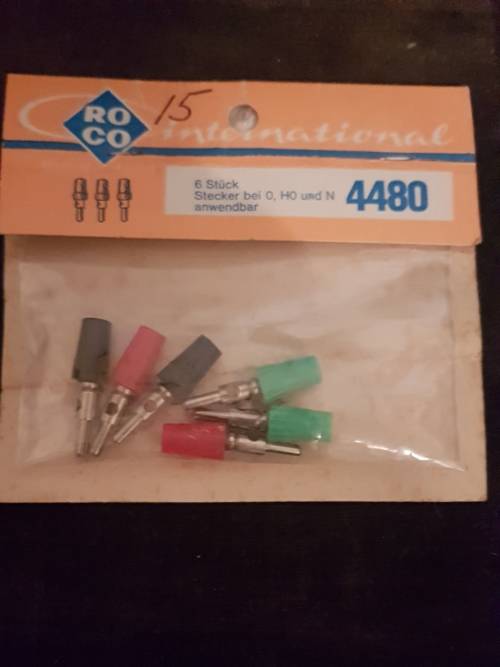 15
RO
CO
international
6 Stück
Stecker bei 0, H0 und N
anwendbar
4480